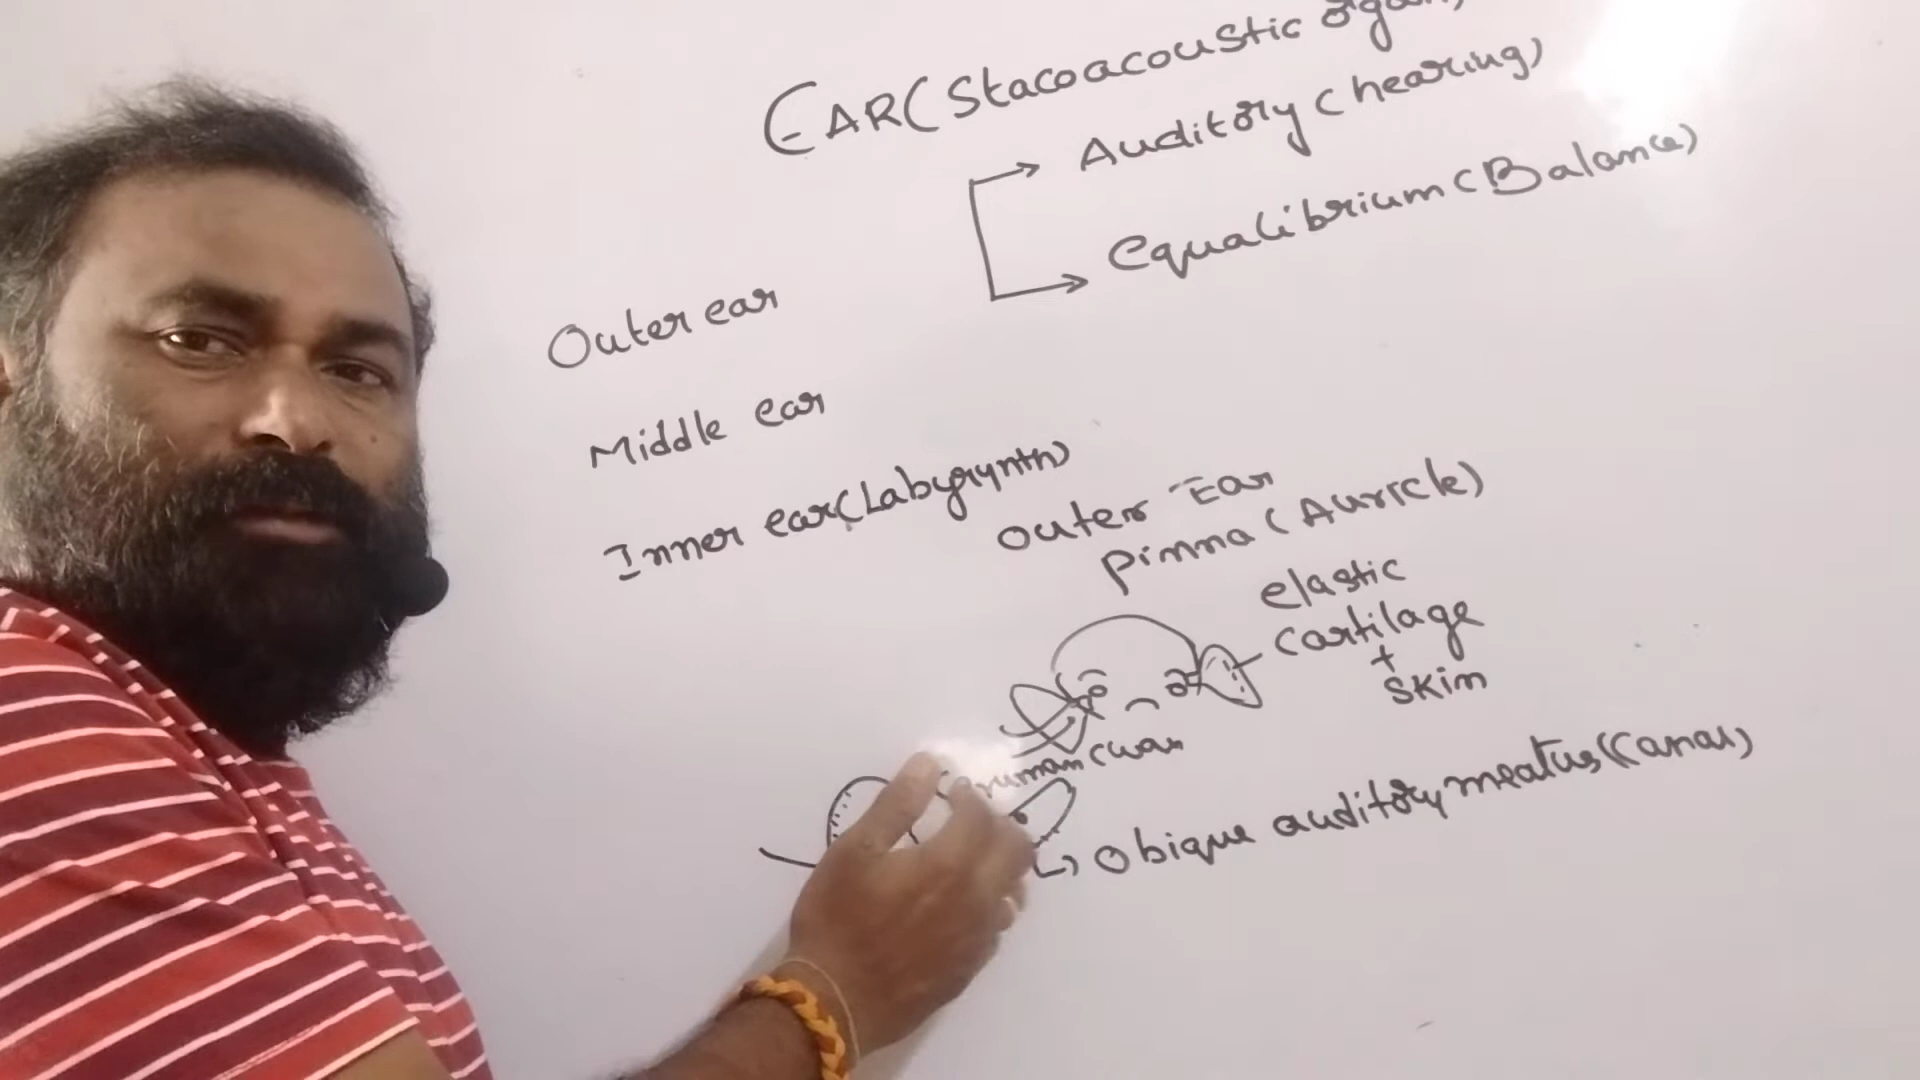 EAR (Stacoacoustic
Auditory (hearing)
Equalibrium (Balance)
Outer ear
Middle ear
Inner ear (Labyrynth)
Outer Ear
Pinna (Auricle)
elastic
cartilage
+
Skin
(wax
Obique auditory meatus (canal)